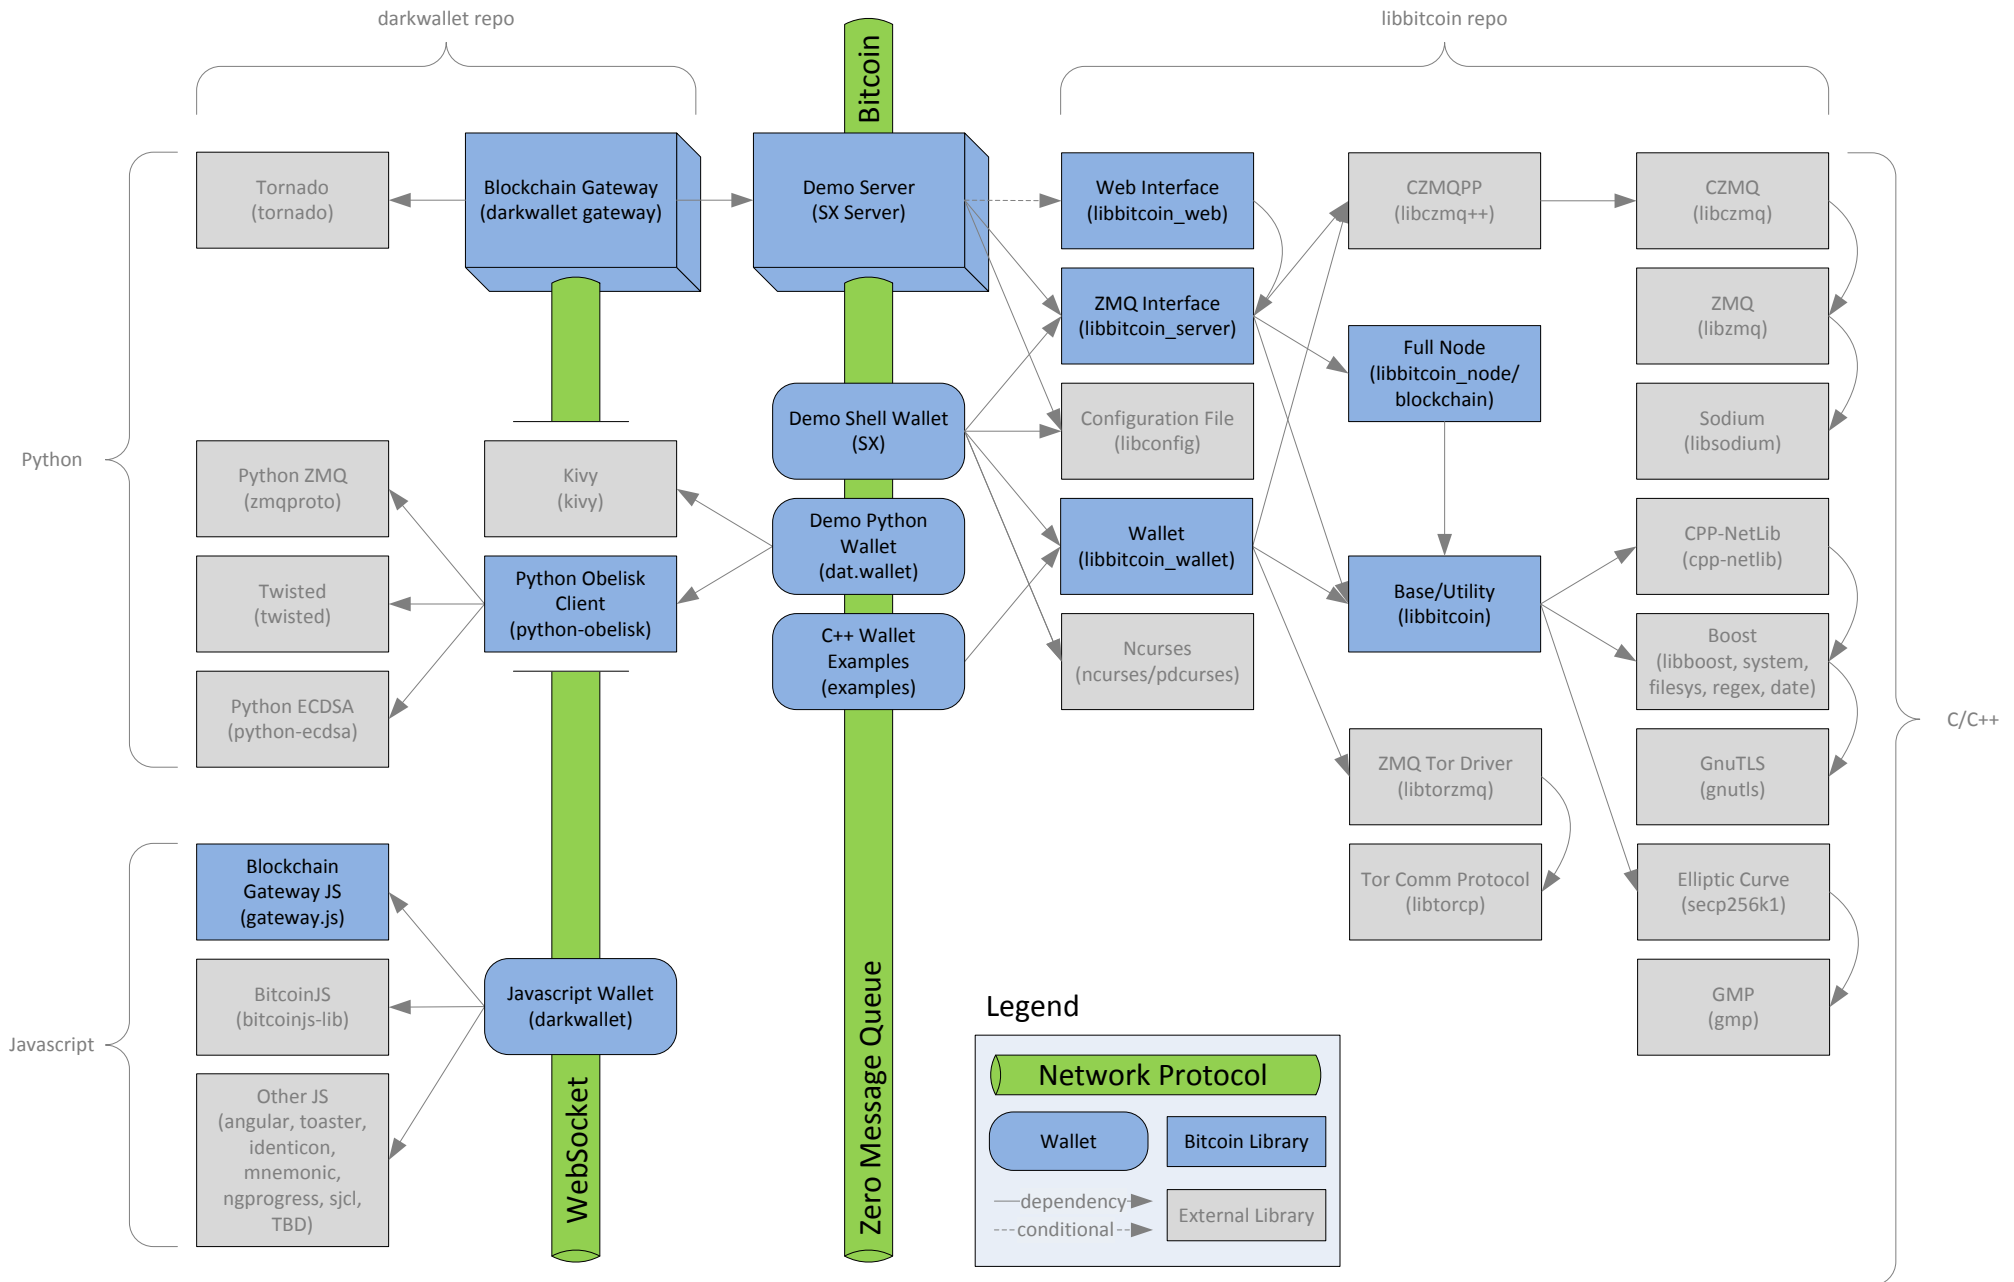 darkwallet repo
libbitcoin repo
Bitcoin
Tornado
(tornado)
Blockchain Gateway
(darkwallet gateway)
Demo Server
(SX Server)
Web Interface
(libbitcoin_web)
CZMQPP
(libczmq++)
CZMQ
(libczmq)
ZMQ Interface
(libbitcoin_server)
ZMQ
(libzmq)
Full Node
(libbitcoin_node/
blockchain)
Demo Shell Wallet
(SX)
Configuration File
(libconfig)
Sodium
(libsodium)
Python
Python ZMQ
(zmqproto)
Kivy
(kivy)
Demo Python
Wallet
(dat.wallet)
Wallet
(libbitcoin_wallet)
CPP-NetLib
(cpp-netlib)
Twisted
(twisted)
Python Obelisk
Client
(python-obelisk)
Base/Utility
(libbitcoin)
C++ Wallet
Examples
(examples)
Ncurses
(ncurses/pdcurses)
Boost
(libboost, system,
filesys, regex, date)
Python ECDSA
(python-ecdsa)
C/C++
ZMQ Tor Driver
(libtorzmq)
GnuTLS
(gnutls)
Blockchain
Gateway JS
(gateway.js)
Tor Comm Protocol
(libtorcp)
Elliptic Curve
(secp256k1)
BitcoinJS
(bitcoinjs-lib)
Javascript Wallet
(darkwallet)
GMP
(gmp)
Javascript
Other JS
(angular, toaster,
identicon,
mnemonic,
ngprogress, sjcl,
TBD)
WebSocket
Zero Message Queue
Legend
Network Protocol
Wallet
Bitcoin Library
dependency
conditional
External Library